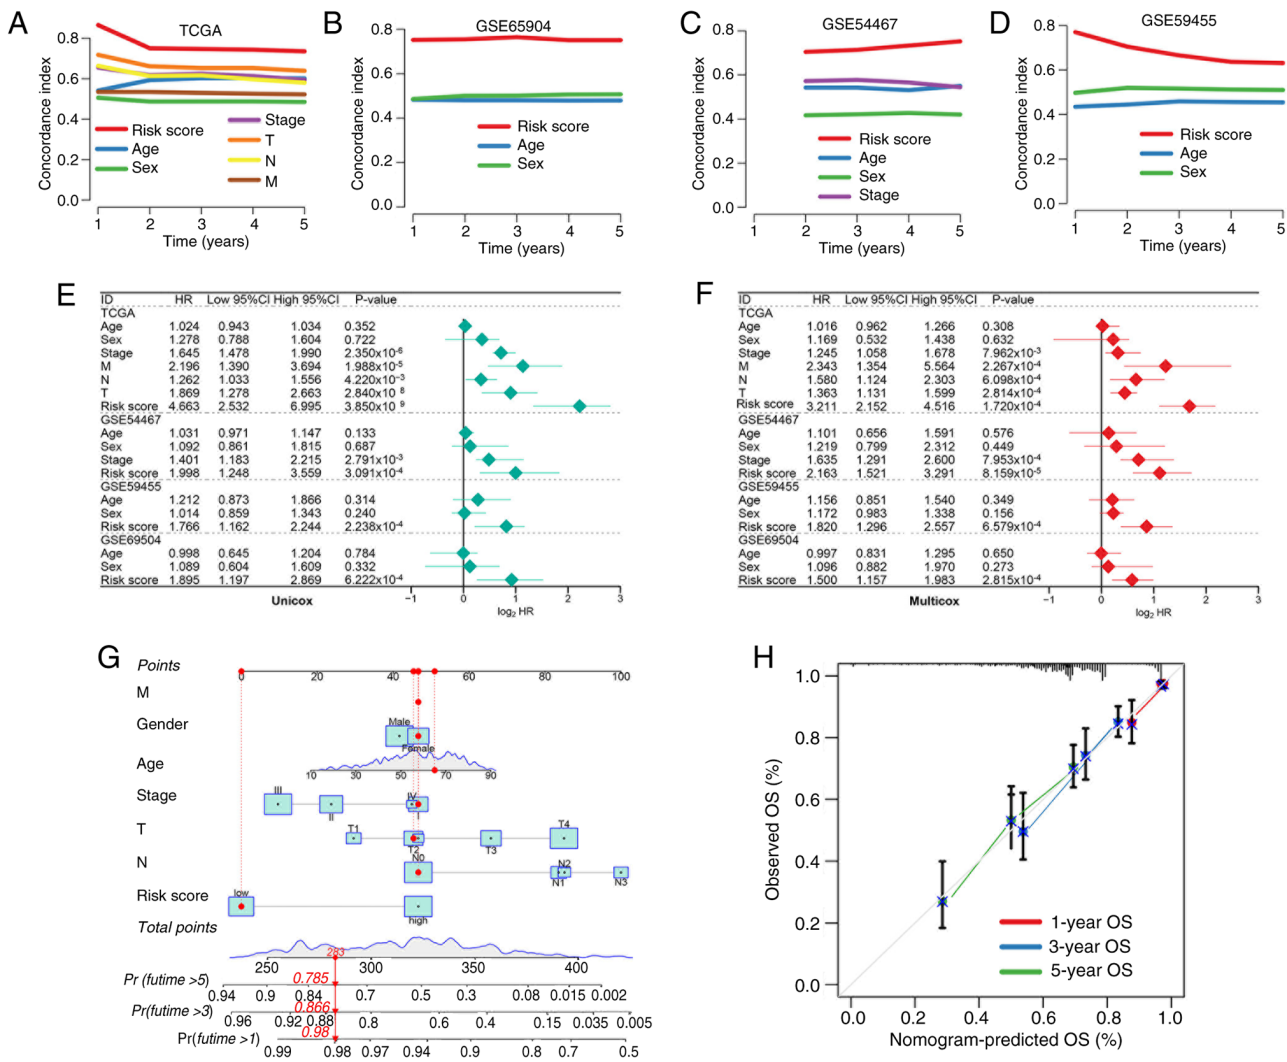 A
TCGA
Concordance index
0.8
0.6
0.4
0.2
0.0
Risk score
Age
Sex
Stage
T
N
M
1 2 3 4 5
Time (years)
B
GSE65904
Concordance index
0.8
0.6
0.4
0.2
0.0
Risk score
Age
Sex
1 2 3 4 5
Time (years)
C
GSE54467
Concordance index
0.8
0.6
0.4
0.2
0.0
Risk score
Age
Sex
Stage
1 2 3 4 5
Time (years)
D
GSE59455
Concordance index
0.8
0.6
0.4
0.2
0.0
Risk score
Age
Sex
1 2 3 4 5
Time (years)
E
ID HR Low 95%CI High 95%CI P-value
TCGA
Age 1.024 0.943 1.034 0.352
Sex 1.278 0.788 1.604 0.722
Stage 1.645 1.478 1.990 2.350x10-6
M 2.196 1.390 3.694 1.988x10-5
N 1.262 1.033 1.556 4.220x10-3
T 1.869 1.278 2.663 2.840x10 8
Risk score 4.663 2.532 6.995 3.850x10 9
GSE54467
Age 1.031 0.971 1.147 0.133
Sex 1.092 0.861 1.815 0.687
Stage 1.401 1.183 2.215 2.791x10-3
Risk score 1.998 1.248 3.559 3.091x10-4
GSE59455
Age 1.212 0.873 1.866 0.314
Sex 1.014 0.859 1.343 0.240
Risk score 1.766 1.162 2.244 2.238x10-4
GSE69504
Age 0.998 0.645 1.204 0.784
Sex 1.089 0.604 1.609 0.332
Risk score 1.895 1.197 2.869 6.222x10-4
Unicox
−1 0 1 2 3
log2 HR
F
ID HR Low 95%CI High 95%CI P-value
TCGA
Age 1.016 0.962 1.266 0.308
Sex 1.169 0.532 1.438 0.632
Stage 1.245 1.058 1.678 7.962x10-3
M 2.343 1.354 5.564 2.267x10-4
N 1.580 1.124 2.303 6.098x10-4
T 1.363 1.131 1.599 2.814x10-4
Risk score 3.211 2.152 4.516 1.720x10-4
GSE54467
Age 1.101 0.656 1.591 0.576
Sex 1.219 0.799 2.312 0.449
Stage 1.635 1.291 2.600 7.953x10-4
Risk score 2.163 1.521 3.291 8.159x10-5
GSE59455
Age 1.156 0.851 1.540 0.349
Sex 1.172 0.983 1.338 0.156
Risk score 1.820 1.296 2.557 6.579x10-4
GSE69504
Age 0.997 0.831 1.295 0.650
Sex 1.096 0.882 1.970 0.273
Risk score 1.500 1.157 1.983 2.815x10-4
Multicox
−1 0 1 2 3
log2 HR
G
Points
0 20 40 60 80 100
M
Gender
Male
Female
Age
10 30 50 70 90
Stage
III
II
IV
I
T
T1
T2
T3
T4
N
N0
N1
N2
N3
Risk score
low
high
Total points
283
250 300 350 400
Pr (futime >5)
0.785
0.94 0.9 0.84 0.7 0.5 0.3 0.08 0.015 0.002
Pr(futime >3)
0.866
0.96 0.92 0.88 0.8 0.6 0.4 0.15 0.035 0.005
Pr(futime >1)
0.98
0.99 0.98 0.97 0.94 0.9 0.8 0.7 0.5
H
Observed OS (%)
1.0
0.8
0.6
0.4
0.2
0.0
1-year OS
3-year OS
5-year OS
0.0 0.2 0.4 0.6 0.8 1.0
Nomogram-predicted OS (%)